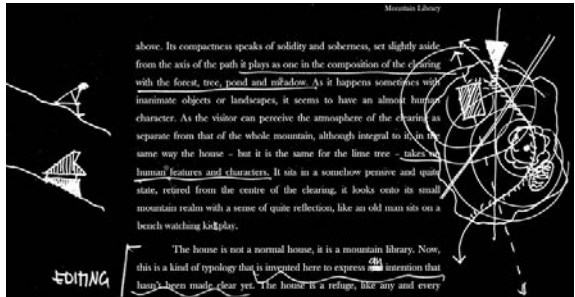 Mountain Library
above. Its compactness speaks of solidity and soberness, set slightly aside
from the axis of the path it plays as one in the composition of the clearing
with the forest, tree, pond and meadow. As it happens sometimes with
inanimate objects or landscapes, it seems to have an almost human
character. As the visitor can perceive the atmosphere of the clearing as
separate from that of the whole mountain, although integral to it, in the
same way the house – but it is the same for the lime tree – takes on
human features and characters. It sits in a somehow pensive and quite
state, retired from the centre of the clearing, it looks onto its small
mountain realm with a sense of quite reflection, like an old man sits on a
bench watching kids play.
The house is not a normal house, it is a mountain library. Now,
this is a kind of typology that is invented here to express an intention that
hasn't been made clear yet. The house is a refuge, like any and every
EDITING